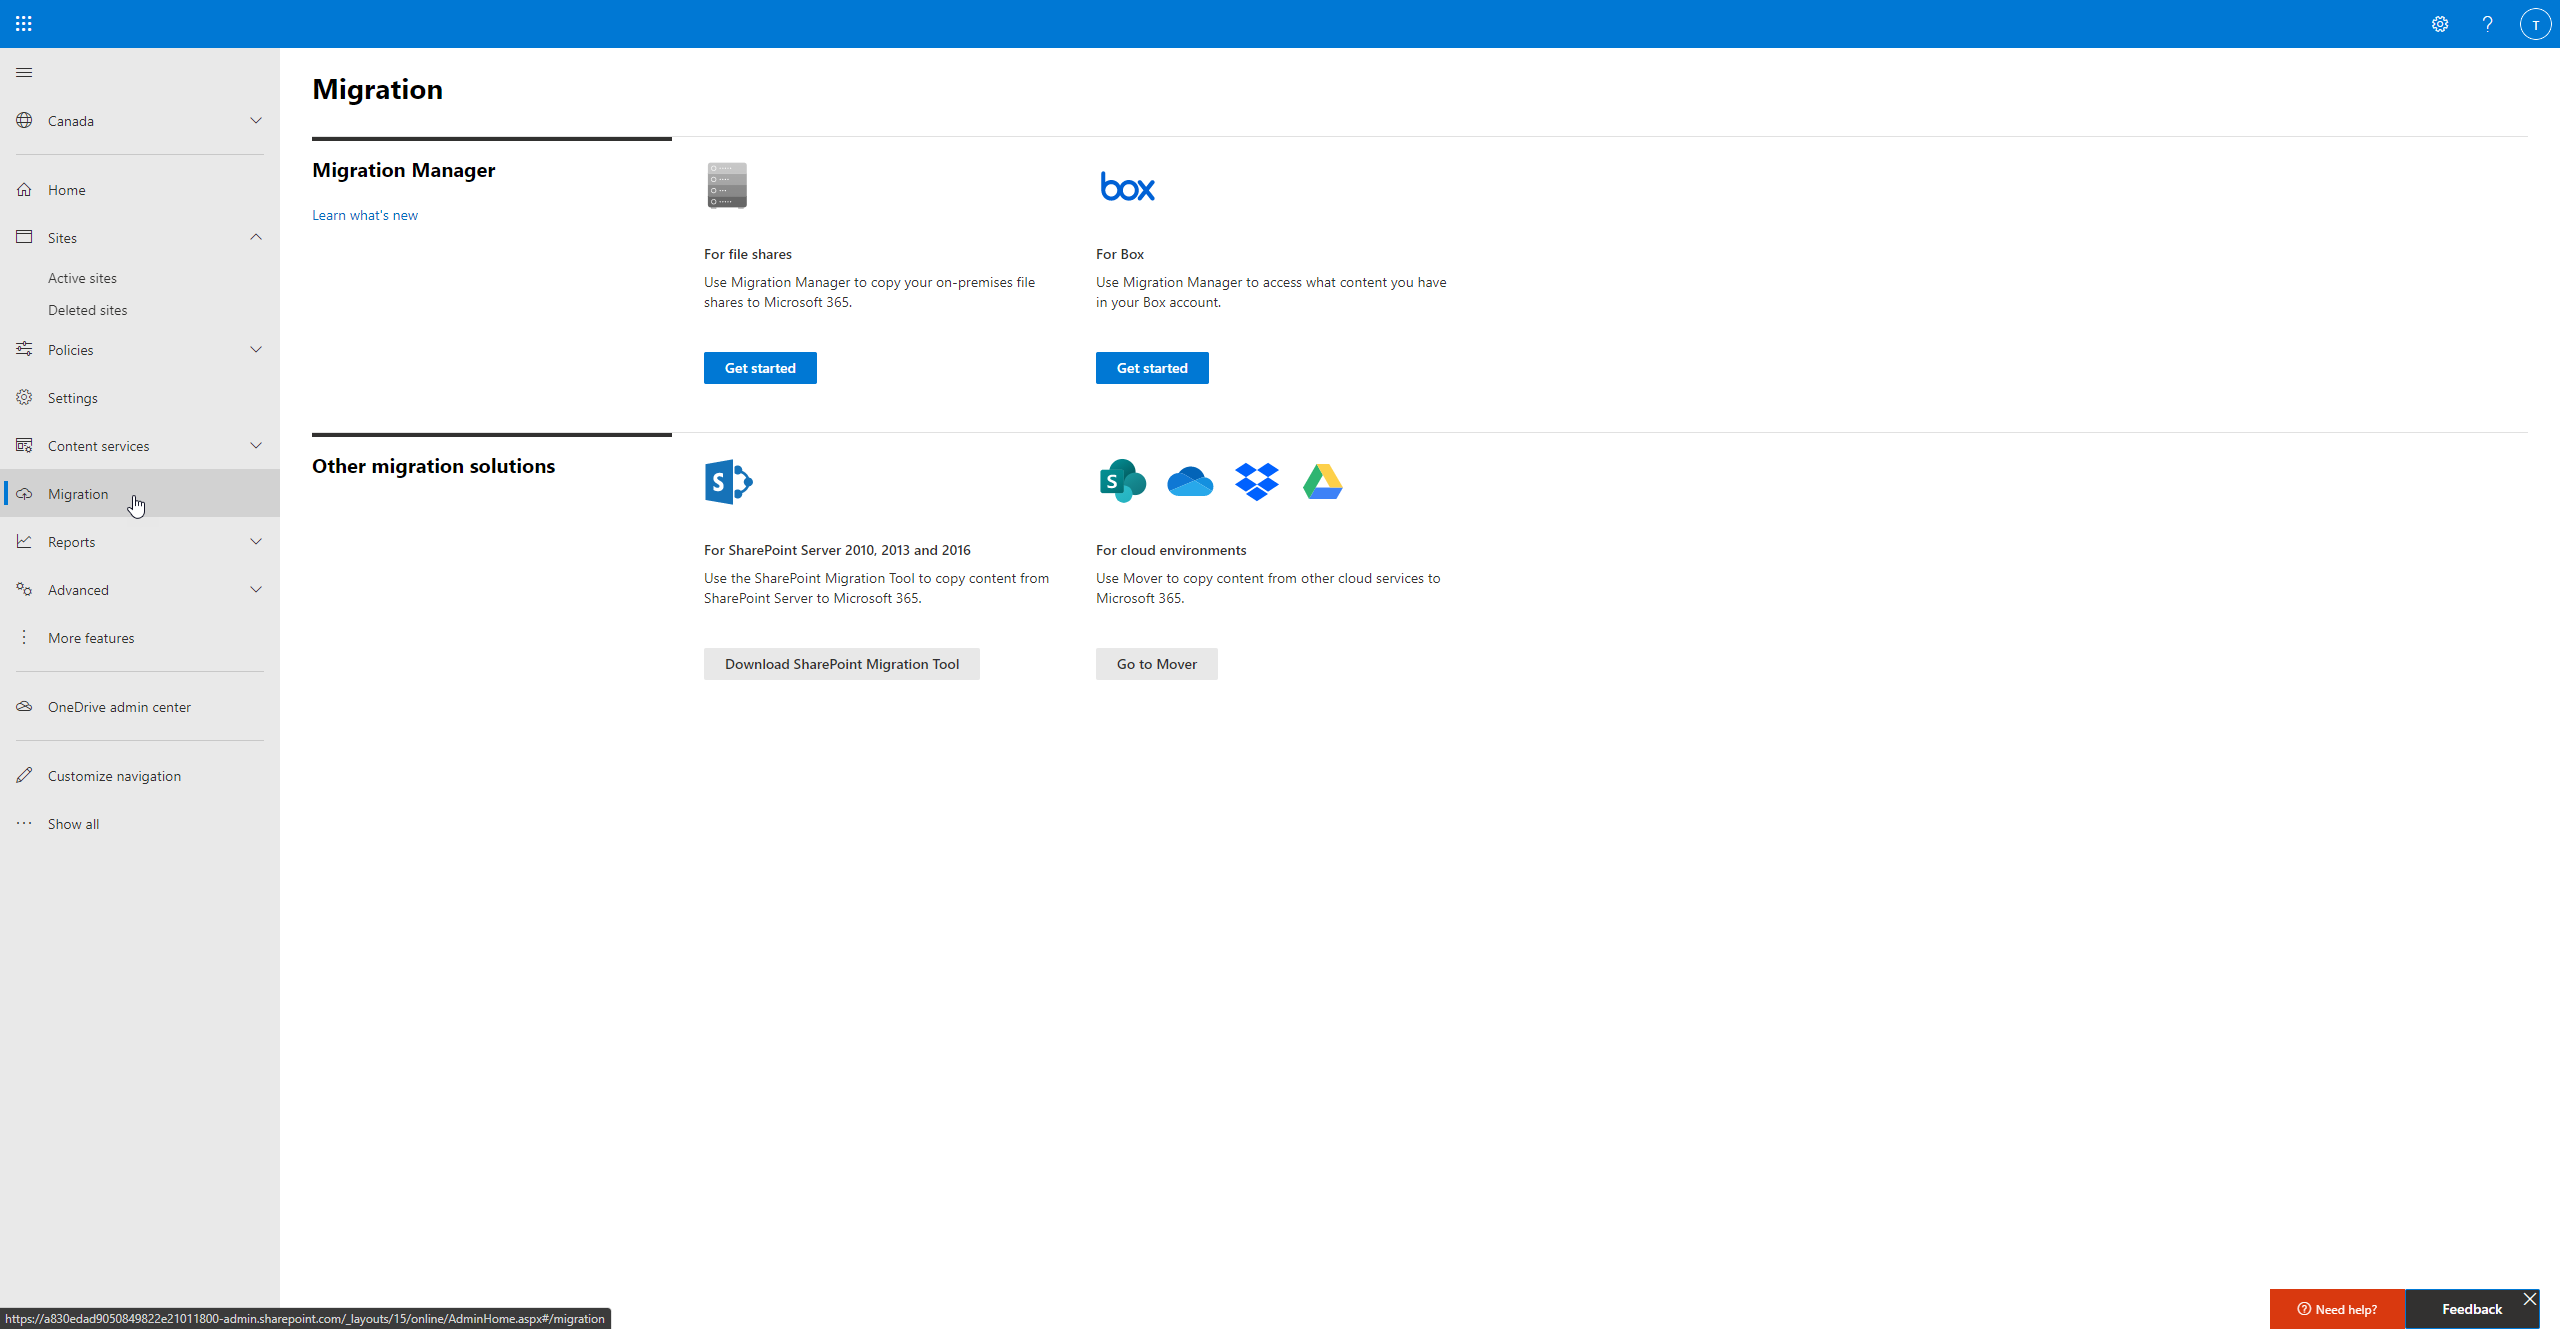 T
Canada
Home
Sites
Active sites
Deleted sites
Policies
Settings
Content services
Migration
Reports
Advanced
More features
OneDrive admin center
Customize navigation
Show all
Migration
Migration Manager
Learn what's new
For file shares
Use Migration Manager to copy your on-premises file
shares to Microsoft 365.
Get started
box
For Box
Use Migration Manager to access what content you have
in your Box account.
Get started
Other migration solutions
S
For SharePoint Server 2010, 2013 and 2016
Use the SharePoint Migration Tool to copy content from
SharePoint Server to Microsoft 365.
Download SharePoint Migration Tool
S
For cloud environments
Use Mover to copy content from other cloud services to
Microsoft 365.
Go to Mover
https://a830edad9050849822e21011800-admin.sharepoint.com/_layouts/15/online/AdminHome.aspx#/migration
Need help?
Feedback